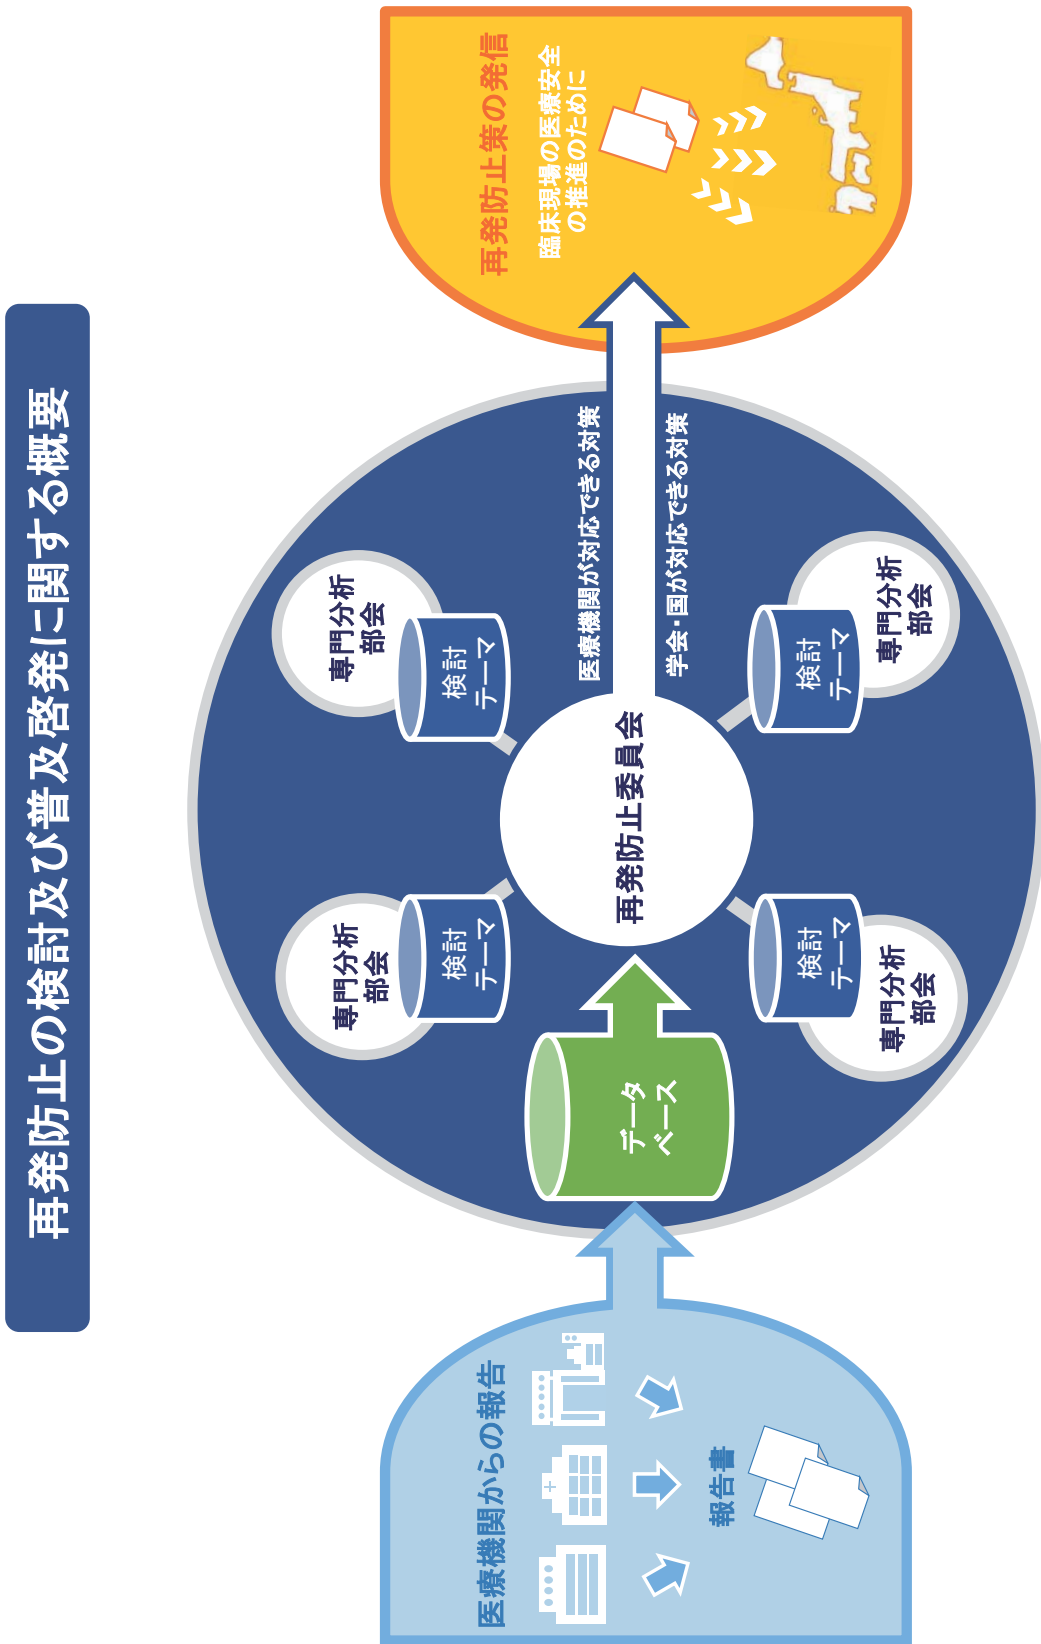 再発防止の検討及び普及啓発に関する概要
医療機関からの報告
報告書
データ
ベース
専門分析
部会
検討
テーマ
専門分析
部会
検討
テーマ
再発防止委員会
専門分析
部会
検討
テーマ
専門分析
部会
検討
テーマ
医療機関が対応できる対策
学会・国が対応できる対策
再発防止策の発信
臨床現場の医療安全
の推進のために